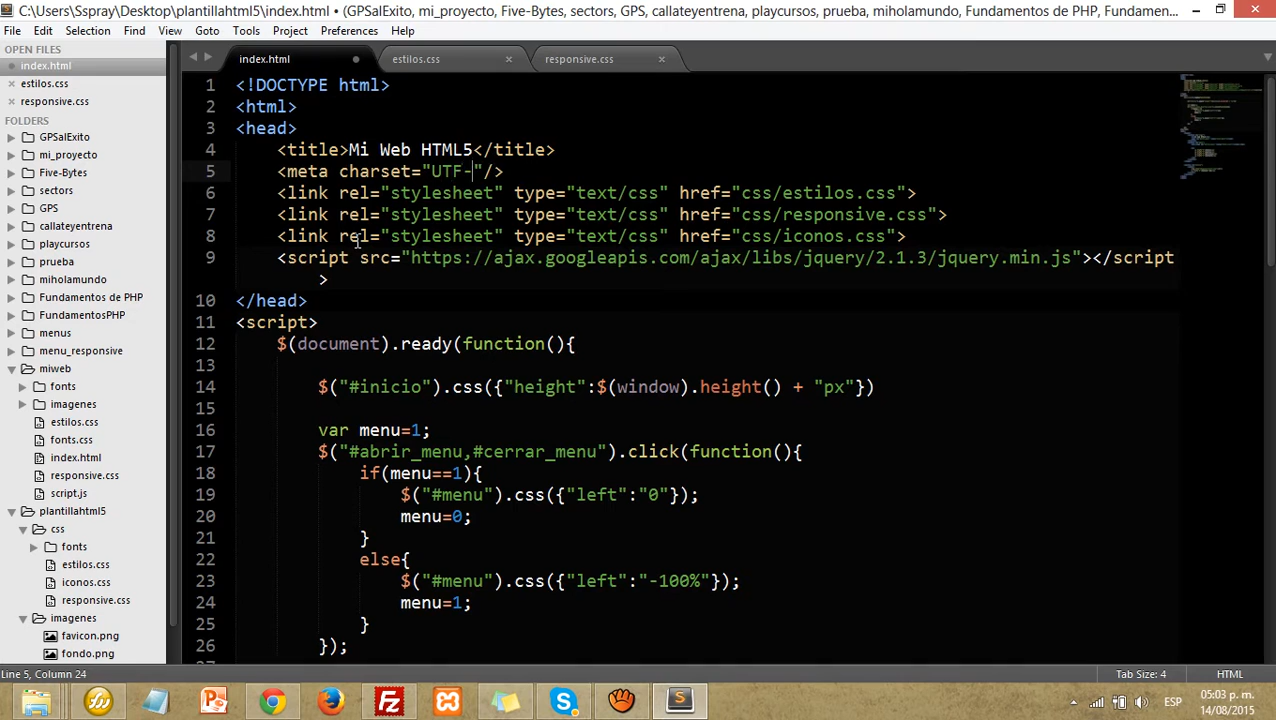 C:\Users\Sspray\Desktop\plantillahtml5\index.html • (GPSalExito, mi_proyecto, Five-Bytes, sectors, GPS, callateyentrena, playcursos, prueba, miholamundo, Fundamentos de PHP, Fundamen...
File Edit Selection Find View Goto Tools Project Preferences Help
OPEN FILES
index.html
estilos.css
responsive.css
FOLDERS
GPSalExito
mi_proyecto
Five-Bytes
sectors
GPS
callateyentrena
playcursos
prueba
miholamundo
Fundamentos de PHP
FundamentosPHP
menus
menu_responsive
miweb
fonts
imagenes
estilos.css
fonts.css
index.html
responsive.css
script.js
plantillahtml5
css
fonts
estilos.css
iconos.css
responsive.css
imagenes
favicon.png
fondo.png
index.html estilos.css responsive.css
1 <!DOCTYPE html>
2 <html>
3 <head>
4 <title>Mi Web HTML5</title>
5 <meta charset="UTF-"/>
6 <link rel="stylesheet" type="text/css" href="css/estilos.css">
7 <link rel="stylesheet" type="text/css" href="css/responsive.css">
8 <link rel="stylesheet" type="text/css" href="css/iconos.css">
9 <script src="https://ajax.googleapis.com/ajax/libs/jquery/2.1.3/jquery.min.js"></script
>
10 </head>
11 <script>
12 $(document).ready(function(){
13
14 $("#inicio").css({"height":$(window).height() + "px"})
15
16 var menu=1;
17 $("#abrir_menu,#cerrar_menu").click(function(){
18 if(menu==1){
19 $("#menu").css({"left":"0"});
20 menu=0;
21 }
22 else{
23 $("#menu").css({"left":"-100%"});
24 menu=1;
25 }
26 });
Line 5, Column 24 Tab Size: 4 HTML
ESP 05:03 p. m.
14/08/2015